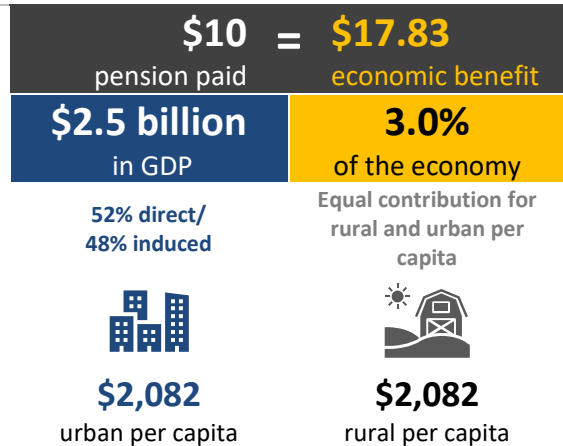 $10 = $17.83
pension paid economic benefit
$2.5 billion
in GDP
3.0%
of the economy
52% direct/
48% induced
Equal contribution for
rural and urban per
capita
$2,082
urban per capita
$2,082
rural per capita